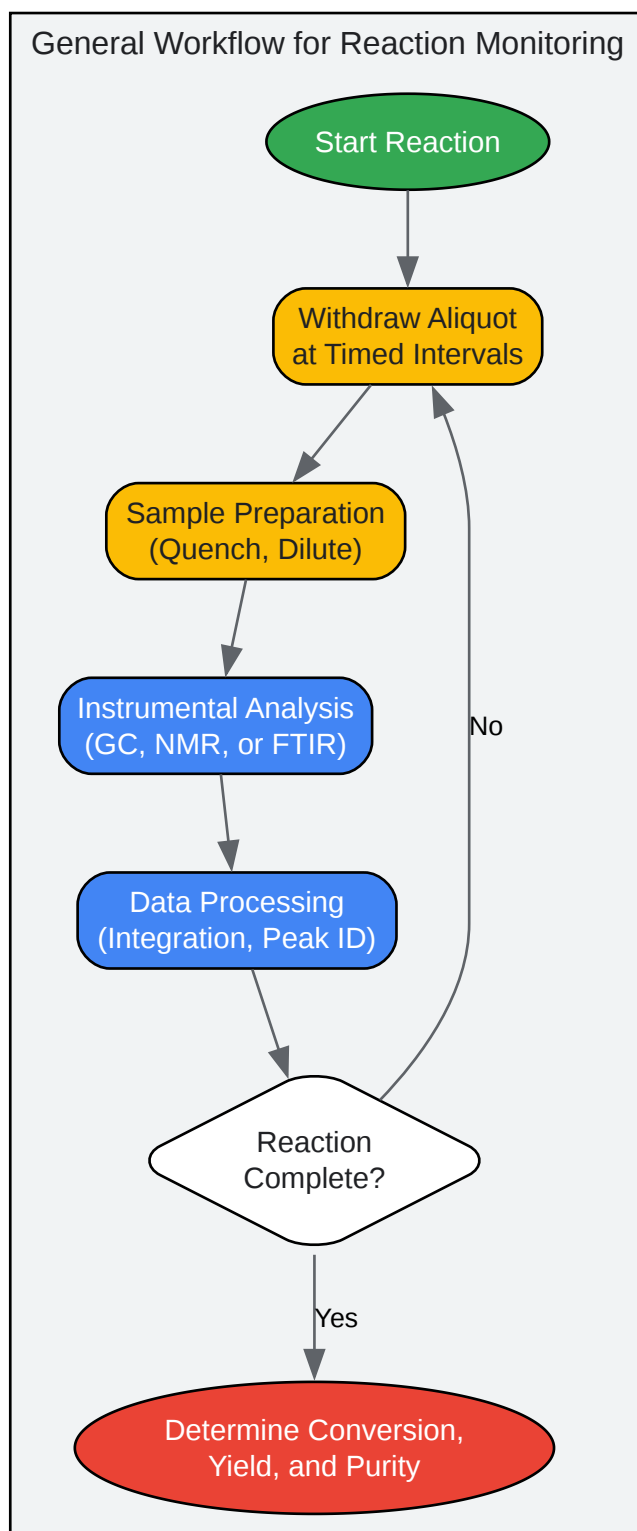 General Workflow for Reaction Monitoring
Start Reaction
Withdraw Aliquot
at Timed Intervals
Sample Preparation
(Quench, Dilute)
Instrumental Analysis
(GC, NMR, or FTIR)
No
Data Processing
(Integration, Peak ID)
Reaction
Complete?
Yes
Determine Conversion,
Yield, and Purity